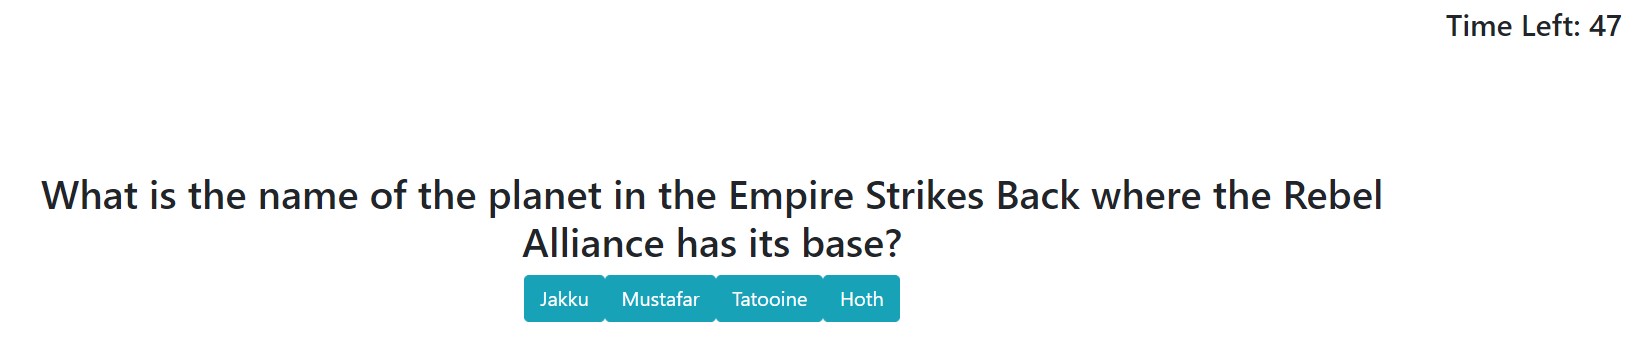 Time Left: 47
What is the name of the planet in the Empire Strikes Back where the Rebel
Alliance has its base?
Jakku Mustafar Tatooine Hoth